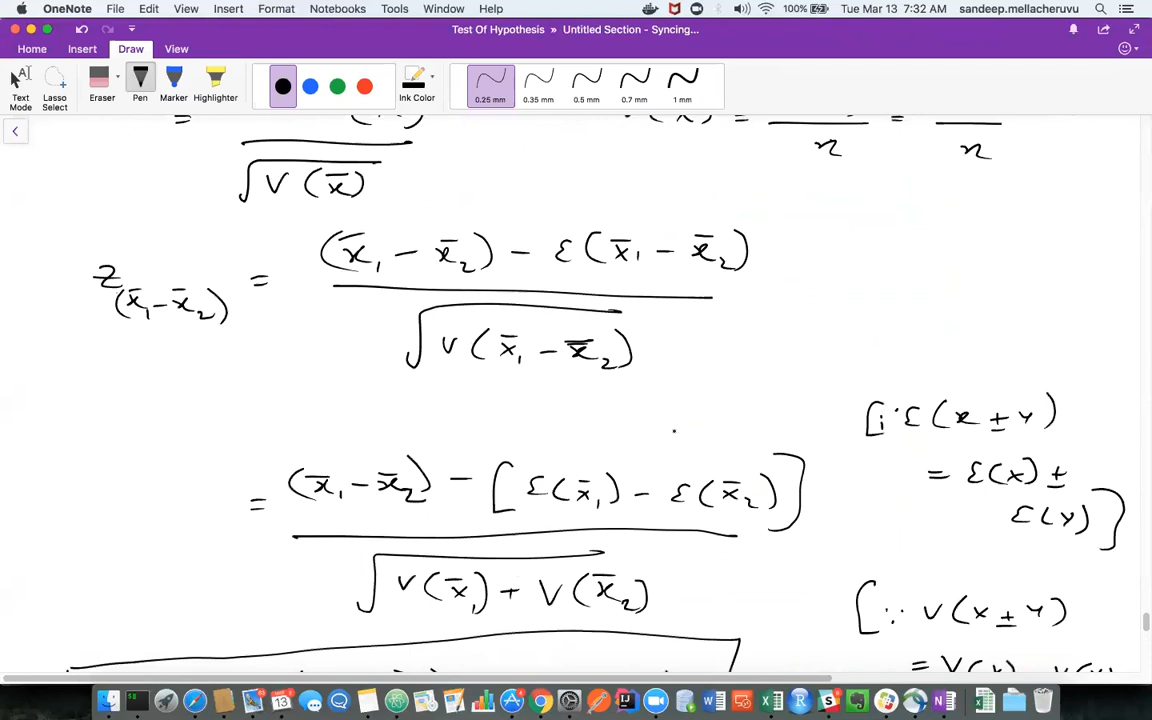 OneNote File Edit View Insert Format Notebooks Tools Window Help 100% Tue Mar 13 7:32 AM sandeep.mellacheruvu
Test Of Hypothesis » Untitled Section - Syncing...
Home Insert Draw View
Text Mode Lasso Select Eraser Pen Marker Highlighter Ink Color 0.25 mm 0.35 mm 0.5 mm 0.7 mm 1 mm
=
√V(x̄) n = n
Z(x̄₁-x̄₂) = (x̄₁ - x̄₂) - E(x̄₁ - x̄₂)
√V(x̄₁ - x̄₂)
[∵ E(x ± y)
= E(x) ±
E(y)]
= (x̄₁ - x̄₂) - [E(x̄₁) - E(x̄₂)]
√V(x̄₁) + V(x̄₂)
[∵ V(x ± y)